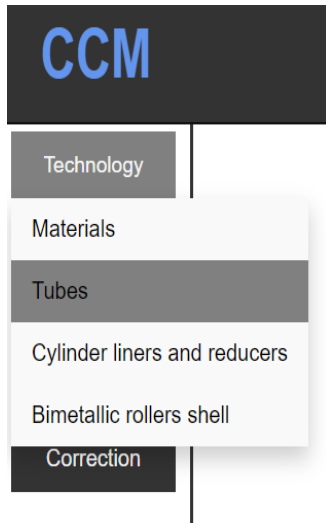 CCM
Technology
Materials
Tubes
Cylinder liners and reducers
Bimetallic rollers shell
Correction